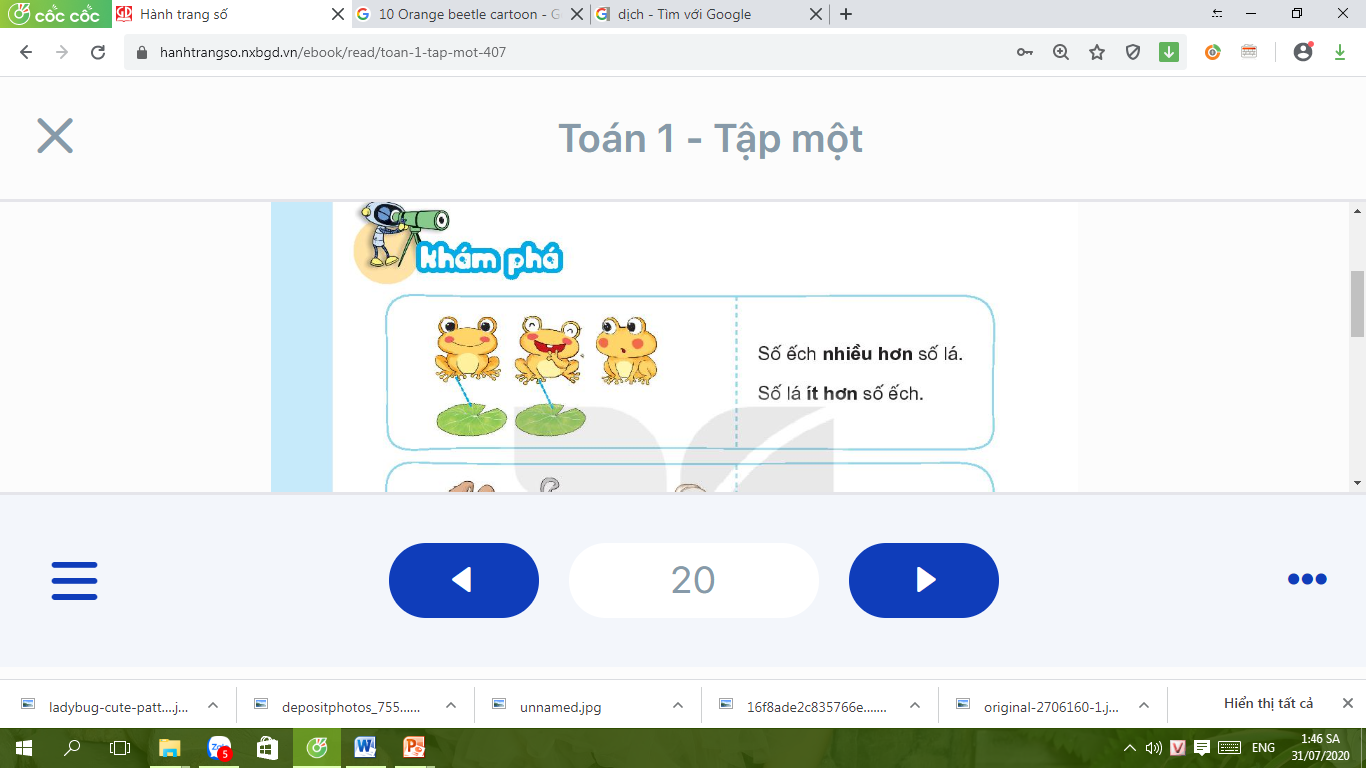 cốc cốc
Hành trang số
10 Orange beetle cartoon - G
dịch - Tìm với Google
hanhtrangso.nxbgd.vn/ebook/read/toan-1-tap-mot-407
Toán 1 - Tập một
khám phá
Số ếch nhiều hơn số lá.
Số lá ít hơn số ếch.
20
ladybug-cute-patt....j...
depositphotos_755......
unnamed.jpg
16f8ade2c835766e.......
original-2706160-1.j...
Hiển thị tất cả
Zalo
5
ENG
1:46 SA
31/07/2020